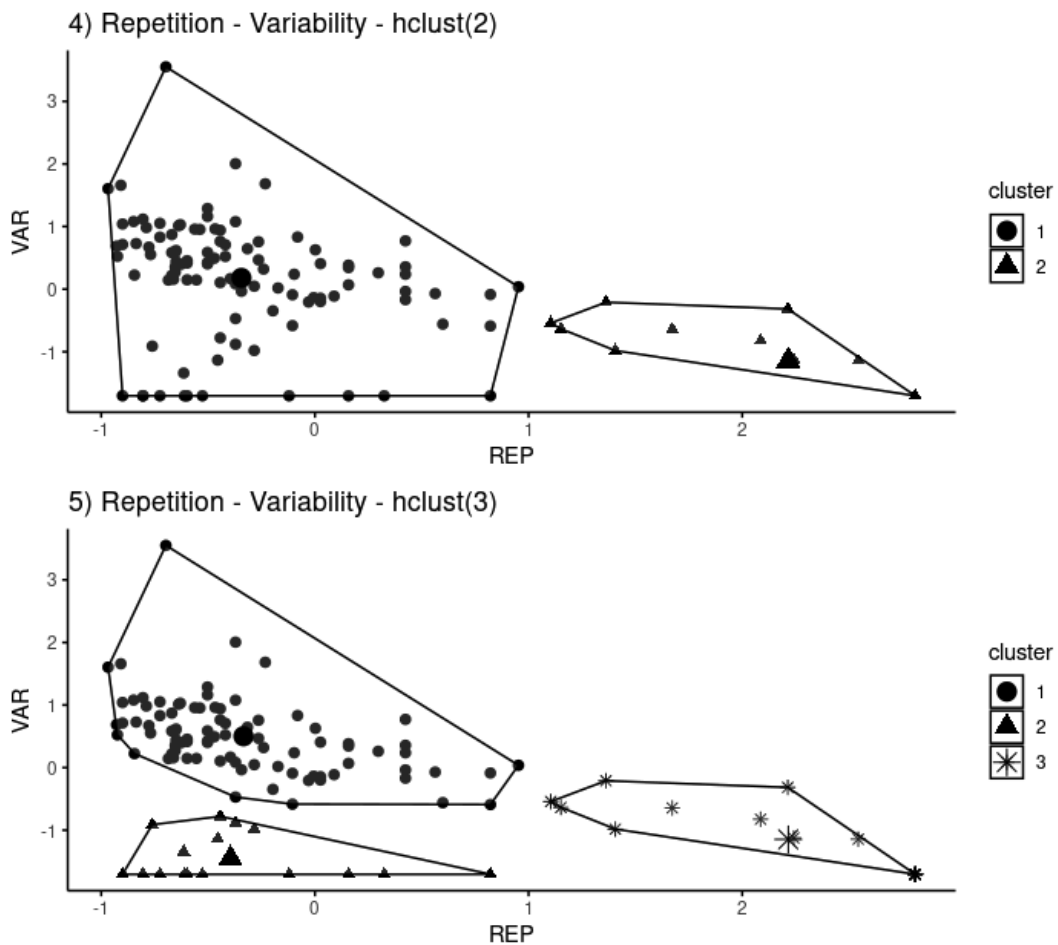 4) Repetition - Variability - hclust(2)
3
2
1
0
-1
VAR
-1 0 1 2
REP
cluster
1
2
5) Repetition - Variability - hclust(3)
3
2
1
0
-1
VAR
-1 0 1 2
REP
cluster
1
2
3